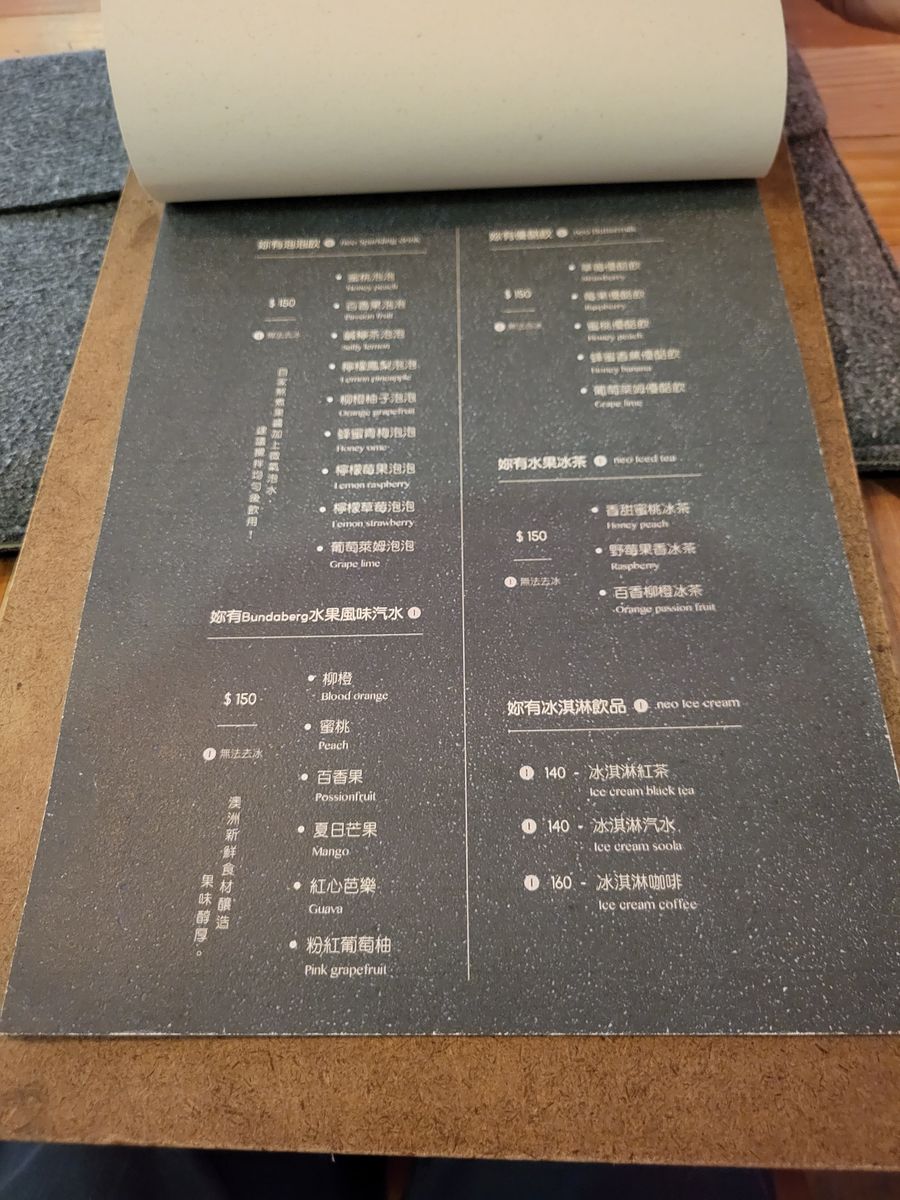 妳有泡泡飲 ! neo sparkling drink
$ 150
! 無法去冰
蜜桃泡泡
Honey peach
百香果泡泡
Passion fruit
鹹檸茶泡泡
Salty lemon
檸檬鳳梨泡泡
Lemon pineapple
柳橙柚子泡泡
Orange grapefruit
蜂蜜青梅泡泡
Honey ume
檸檬莓果泡泡
Lemon raspberry
檸檬草莓泡泡
Lemon strawberry
葡萄萊姆泡泡
Grape lime
自家熬煮果醬加上微氣泡水
建議攪拌均勻後飲用！
妳有Bundaberg水果風味汽水 !
$ 150
! 無法去冰
柳橙
Blood orange
蜜桃
Peach
百香果
Possionfruit
夏日芒果
Mango
紅心芭樂
Guava
粉紅葡萄柚
Pink grapefruit
澳洲新鮮食材釀造
果味醇厚。
妳有優酪飲 ! neo Buttermilk
$ 150
! 無法去冰
草莓優酪飲
strawberry
莓果優酪飲
Raspberry
蜜桃優酪飲
Honey peach
蜂蜜香蕉優酪飲
Honey banana
葡萄萊姆優酪飲
Grape lime
妳有水果冰茶 ! neo Iced tea
$ 150
! 無法去冰
香甜蜜桃冰茶
Honey peach
野莓果香冰茶
Raspberry
百香柳橙冰茶
Orange passion fruit
妳有冰淇淋飲品 ! neo Ice cream
! 140 - 冰淇淋紅茶
Ice cream black tea
! 140 - 冰淇淋汽水
Ice cream soola
! 160 - 冰淇淋咖啡
Ice cream coffee